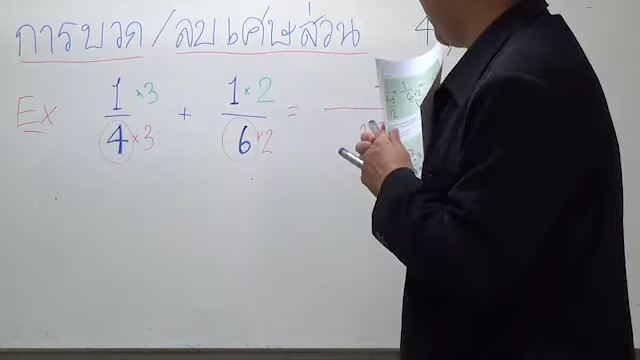 การบวก/ลบเศษส่วน 4
Ex 1×3/4×3 + 1×2/6×2 =